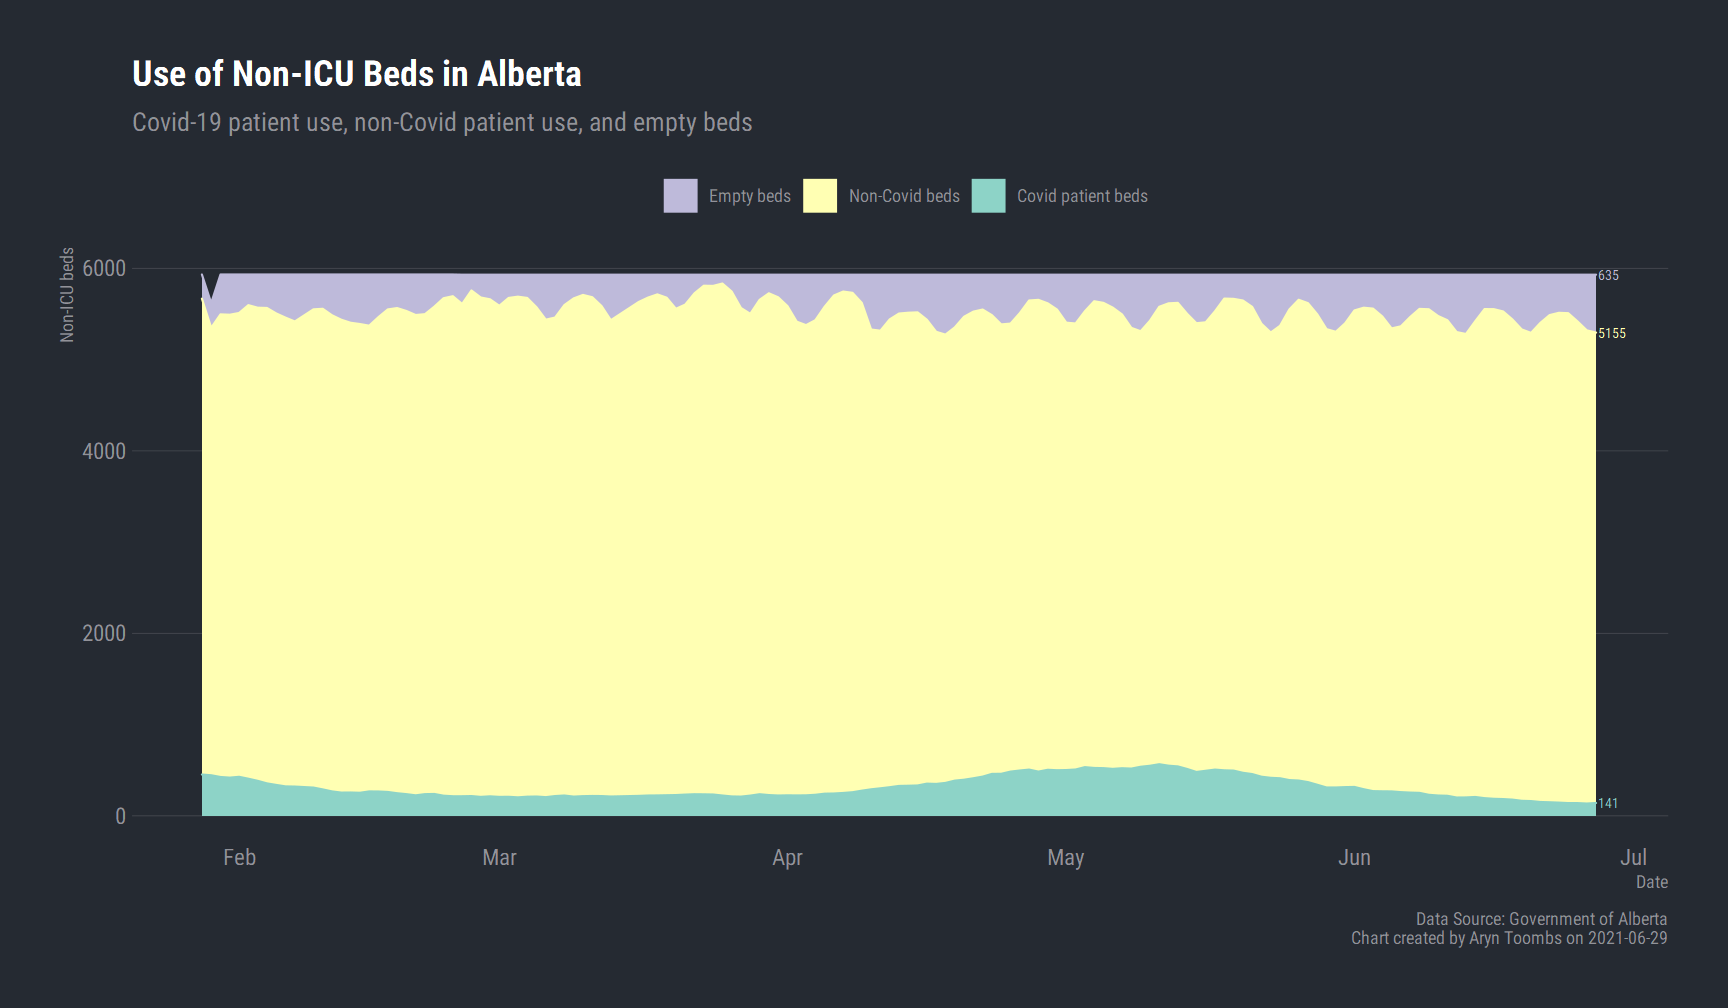 Use of Non-ICU Beds in Alberta
Covid-19 patient use, non-Covid patient use, and empty beds
Empty beds
Non-Covid beds
Covid patient beds
Non-ICU beds
6000
4000
2000
0
635
5155
141
Feb
Mar
Apr
May
Jun
Jul
Date
Data Source: Government of Alberta
Chart created by Aryn Toombs on 2021-06-29